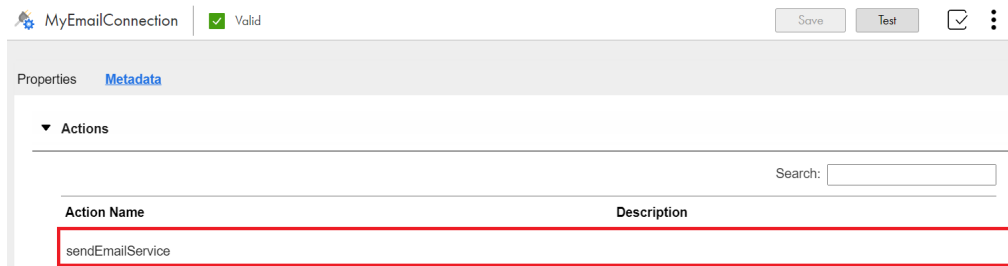 MyEmailConnection Valid Save Test
Properties Metadata
Actions
Search:
Action Name Description
sendEmailService